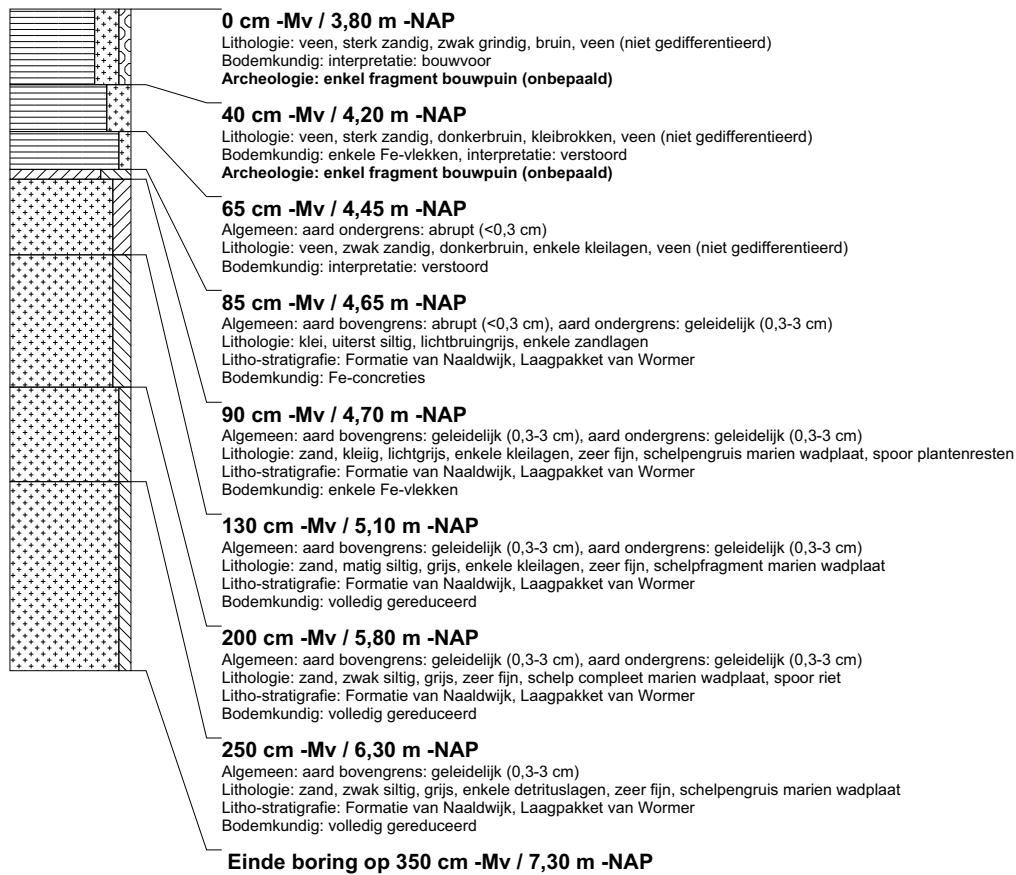 0 cm -Mv / 3,80 m -NAP
Lithologie: veen, sterk zandig, zwak grindig, bruin, veen (niet gedifferentieerd)
Bodemkundig: interpretatie: bouwvoor
Archeologie: enkel fragment bouwpuin (onbepaald)
40 cm -Mv / 4,20 m -NAP
Lithologie: veen, sterk zandig, donkerbruin, kleibrokken, veen (niet gedifferentieerd)
Bodemkundig: enkele Fe-vlekken, interpretatie: verstoord
Archeologie: enkel fragment bouwpuin (onbepaald)
65 cm -Mv / 4,45 m -NAP
Algemeen: aard ondergrens: abrupt (<0,3 cm)
Lithologie: veen, zwak zandig, donkerbruin, enkele kleilagen, veen (niet gedifferentieerd)
Bodemkundig: interpretatie: verstoord
85 cm -Mv / 4,65 m -NAP
Algemeen: aard bovengrens: abrupt (<0,3 cm), aard ondergrens: geleidelijk (0,3-3 cm)
Lithologie: klei, uiterst siltig, lichtbruingrijs, enkele zandlagen
Litho-stratigrafie: Formatie van Naaldwijk, Laagpakket van Wormer
Bodemkundig: Fe-concreties
90 cm -Mv / 4,70 m -NAP
Algemeen: aard bovengrens: geleidelijk (0,3-3 cm), aard ondergrens: geleidelijk (0,3-3 cm)
Lithologie: zand, kleiig, lichtgrijs, enkele kleilagen, zeer fijn, schelpengruis marien wadplaat, spoor plantenresten
Litho-stratigrafie: Formatie van Naaldwijk, Laagpakket van Wormer
Bodemkundig: enkele Fe-vlekken
130 cm -Mv / 5,10 m -NAP
Algemeen: aard bovengrens: geleidelijk (0,3-3 cm), aard ondergrens: geleidelijk (0,3-3 cm)
Lithologie: zand, matig siltig, grijs, enkele kleilagen, zeer fijn, schelpfragment marien wadplaat
Litho-stratigrafie: Formatie van Naaldwijk, Laagpakket van Wormer
Bodemkundig: volledig gereduceerd
200 cm -Mv / 5,80 m -NAP
Algemeen: aard bovengrens: geleidelijk (0,3-3 cm), aard ondergrens: geleidelijk (0,3-3 cm)
Lithologie: zand, zwak siltig, grijs, zeer fijn, schelp compleet marien wadplaat, spoor riet
Litho-stratigrafie: Formatie van Naaldwijk, Laagpakket van Wormer
Bodemkundig: volledig gereduceerd
250 cm -Mv / 6,30 m -NAP
Algemeen: aard bovengrens: geleidelijk (0,3-3 cm)
Lithologie: zand, zwak siltig, grijs, enkele detrituslagen, zeer fijn, schelpengruis marien wadplaat
Litho-stratigrafie: Formatie van Naaldwijk, Laagpakket van Wormer
Bodemkundig: volledig gereduceerd
Einde boring op 350 cm -Mv / 7,30 m -NAP